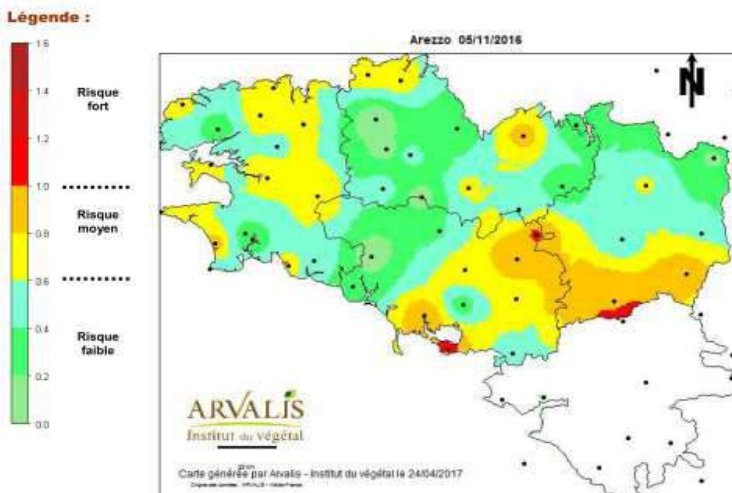 Légende :
Arezzo 05/11/2016
N
1.6
1.4
Risque
fort
1.2
1.0
Risque
moyen
0.8
0.6
0.4
Risque
faible
0.2
0.0
ARVALIS
Institut du végétal
Carte générée par Arvalis - Institut du végétal le 24/04/2017